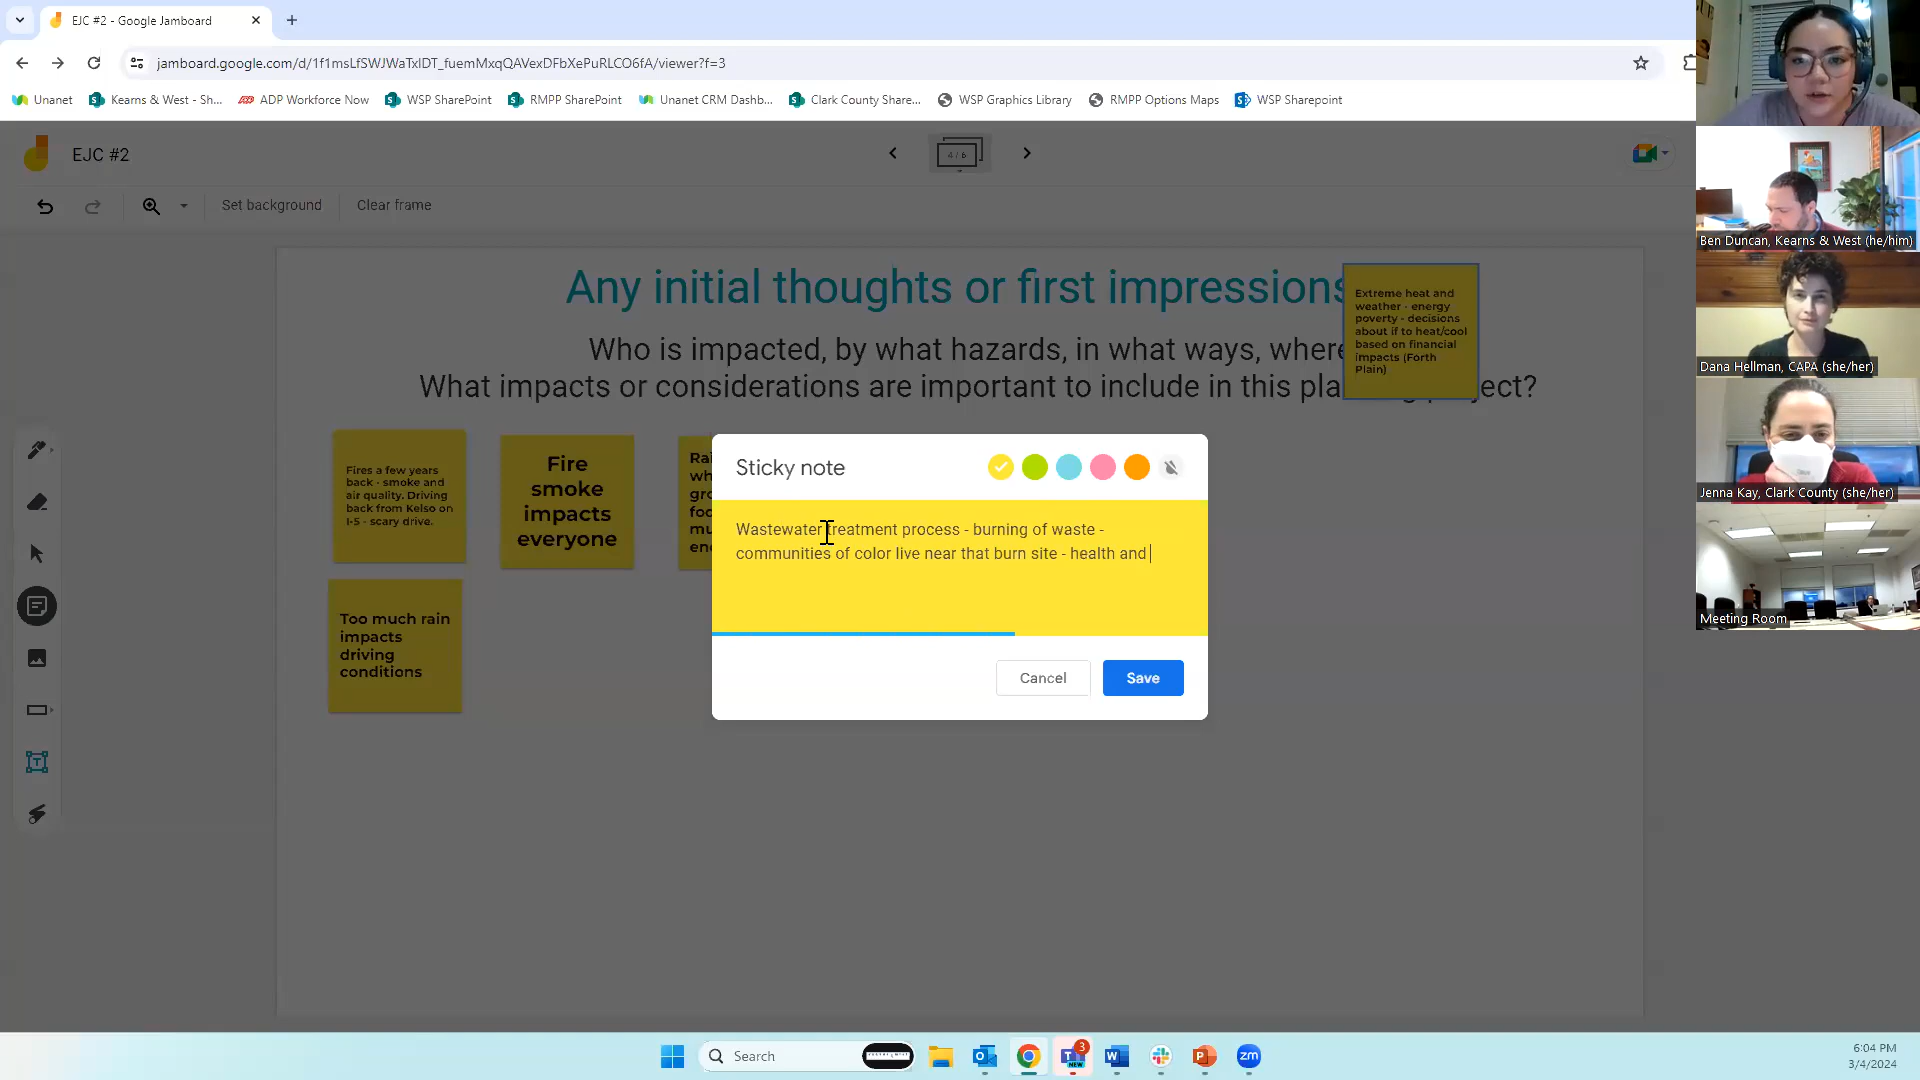 EJC #2 - Google Jamboard
jamboard.google.com/d/1f1msLfSWJWaTxlDT_fuemMxqQAVexDFbXePuRLCO6fA/viewer?f=3
Unanet
Kearns & West - Sh...
ADP Workforce Now
WSP SharePoint
RMPP SharePoint
Unanet CRM Dashb...
Clark County Share...
WSP Graphics Library
RMPP Options Maps
WSP Sharepoint
EJC #2
4 / 6
Set background
Clear frame
Any initial thoughts or first impressions
Who is impacted, by what hazards, in what ways, where
What impacts or considerations are important to include in this
Extreme heat and
weather - energy
poverty - decisions
about if to heat/cool
based on financial
impacts (Forth
Plain)
Fires a few years
back - smoke and
air quality. Driving
back from Kelso on
I-5 - scary drive.
Fire
smoke
impacts
everyone
Too much rain
impacts
driving
conditions
Sticky note
Wastewater treatment process - burning of waste -
communities of color live near that burn site - health and
Cancel
Save
Ben Duncan, Kearns & West (he/him)
Dana Hellman, CAPA (she/her)
Jenna Kay, Clark County (she/her)
Meeting Room
Search
3
NEW
zm
6:04 PM
3/4/2024